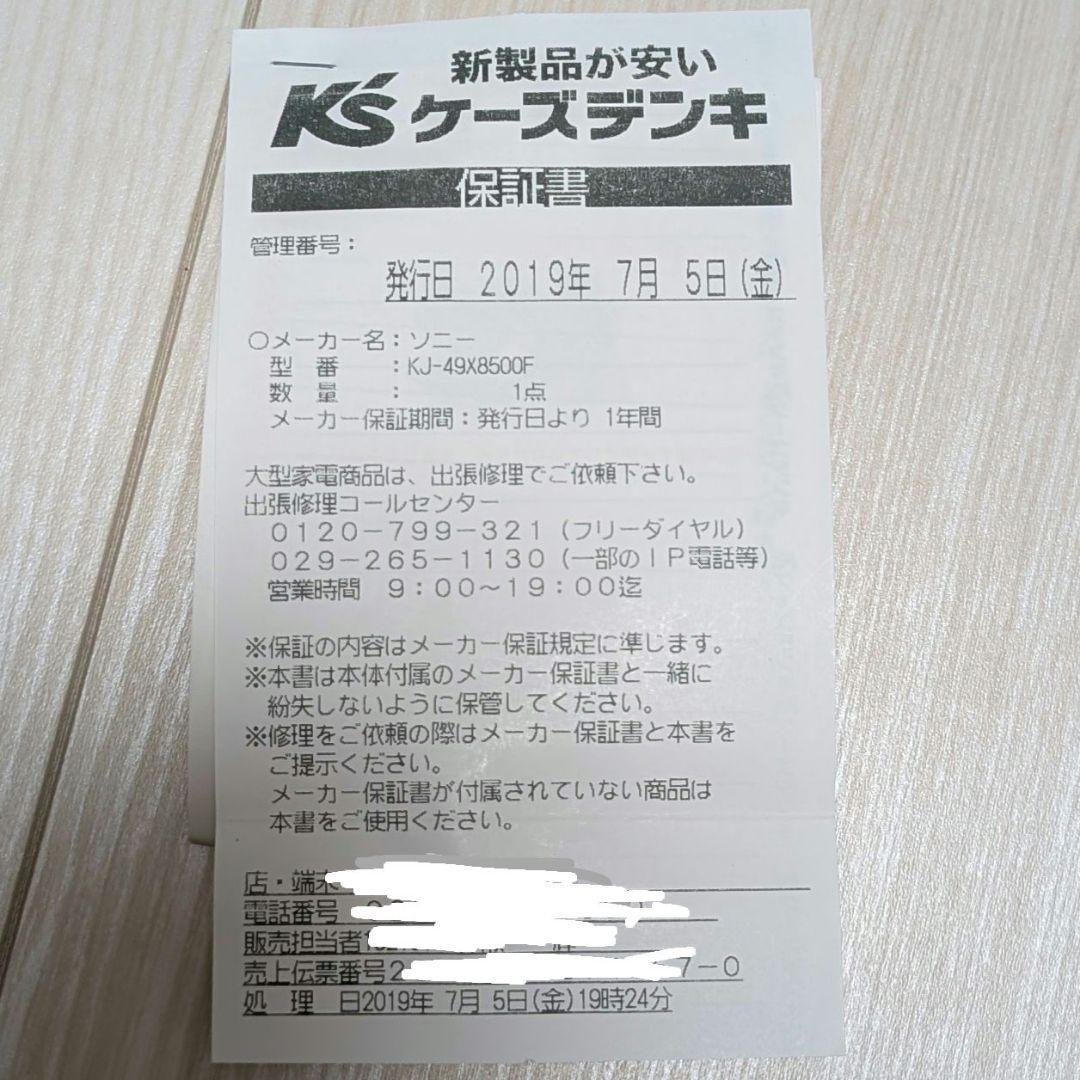 新製品が安い
K'S ケーズデンキ
保証書
管理番号：
発行日 2019年 7月 5日(金)
○メーカー名：ソニー
型 番 ：KJ-49X8500F
数 量 ： 1点
メーカー保証期間：発行日より 1年間
大型家電商品は、出張修理でご依頼下さい。
出張修理コールセンター
０１２０－７９９－３２１（フリーダイヤル）
０２９－２６５－１１３０（一部のＩＰ電話等）
営業時間 ９：００～１９：００迄
※保証の内容はメーカー保証規定に準じます。
※本書は本体付属のメーカー保証書と一緒に
紛失しないように保管してください。
※修理をご依頼の際はメーカー保証書と本書を
ご提示ください。
メーカー保証書が付属されていない商品は
本書をご使用ください。
店・端末
電話番号
販売担当者
売上伝票番号2 7－0
処 理 日2019年 7月 5日(金)19時24分